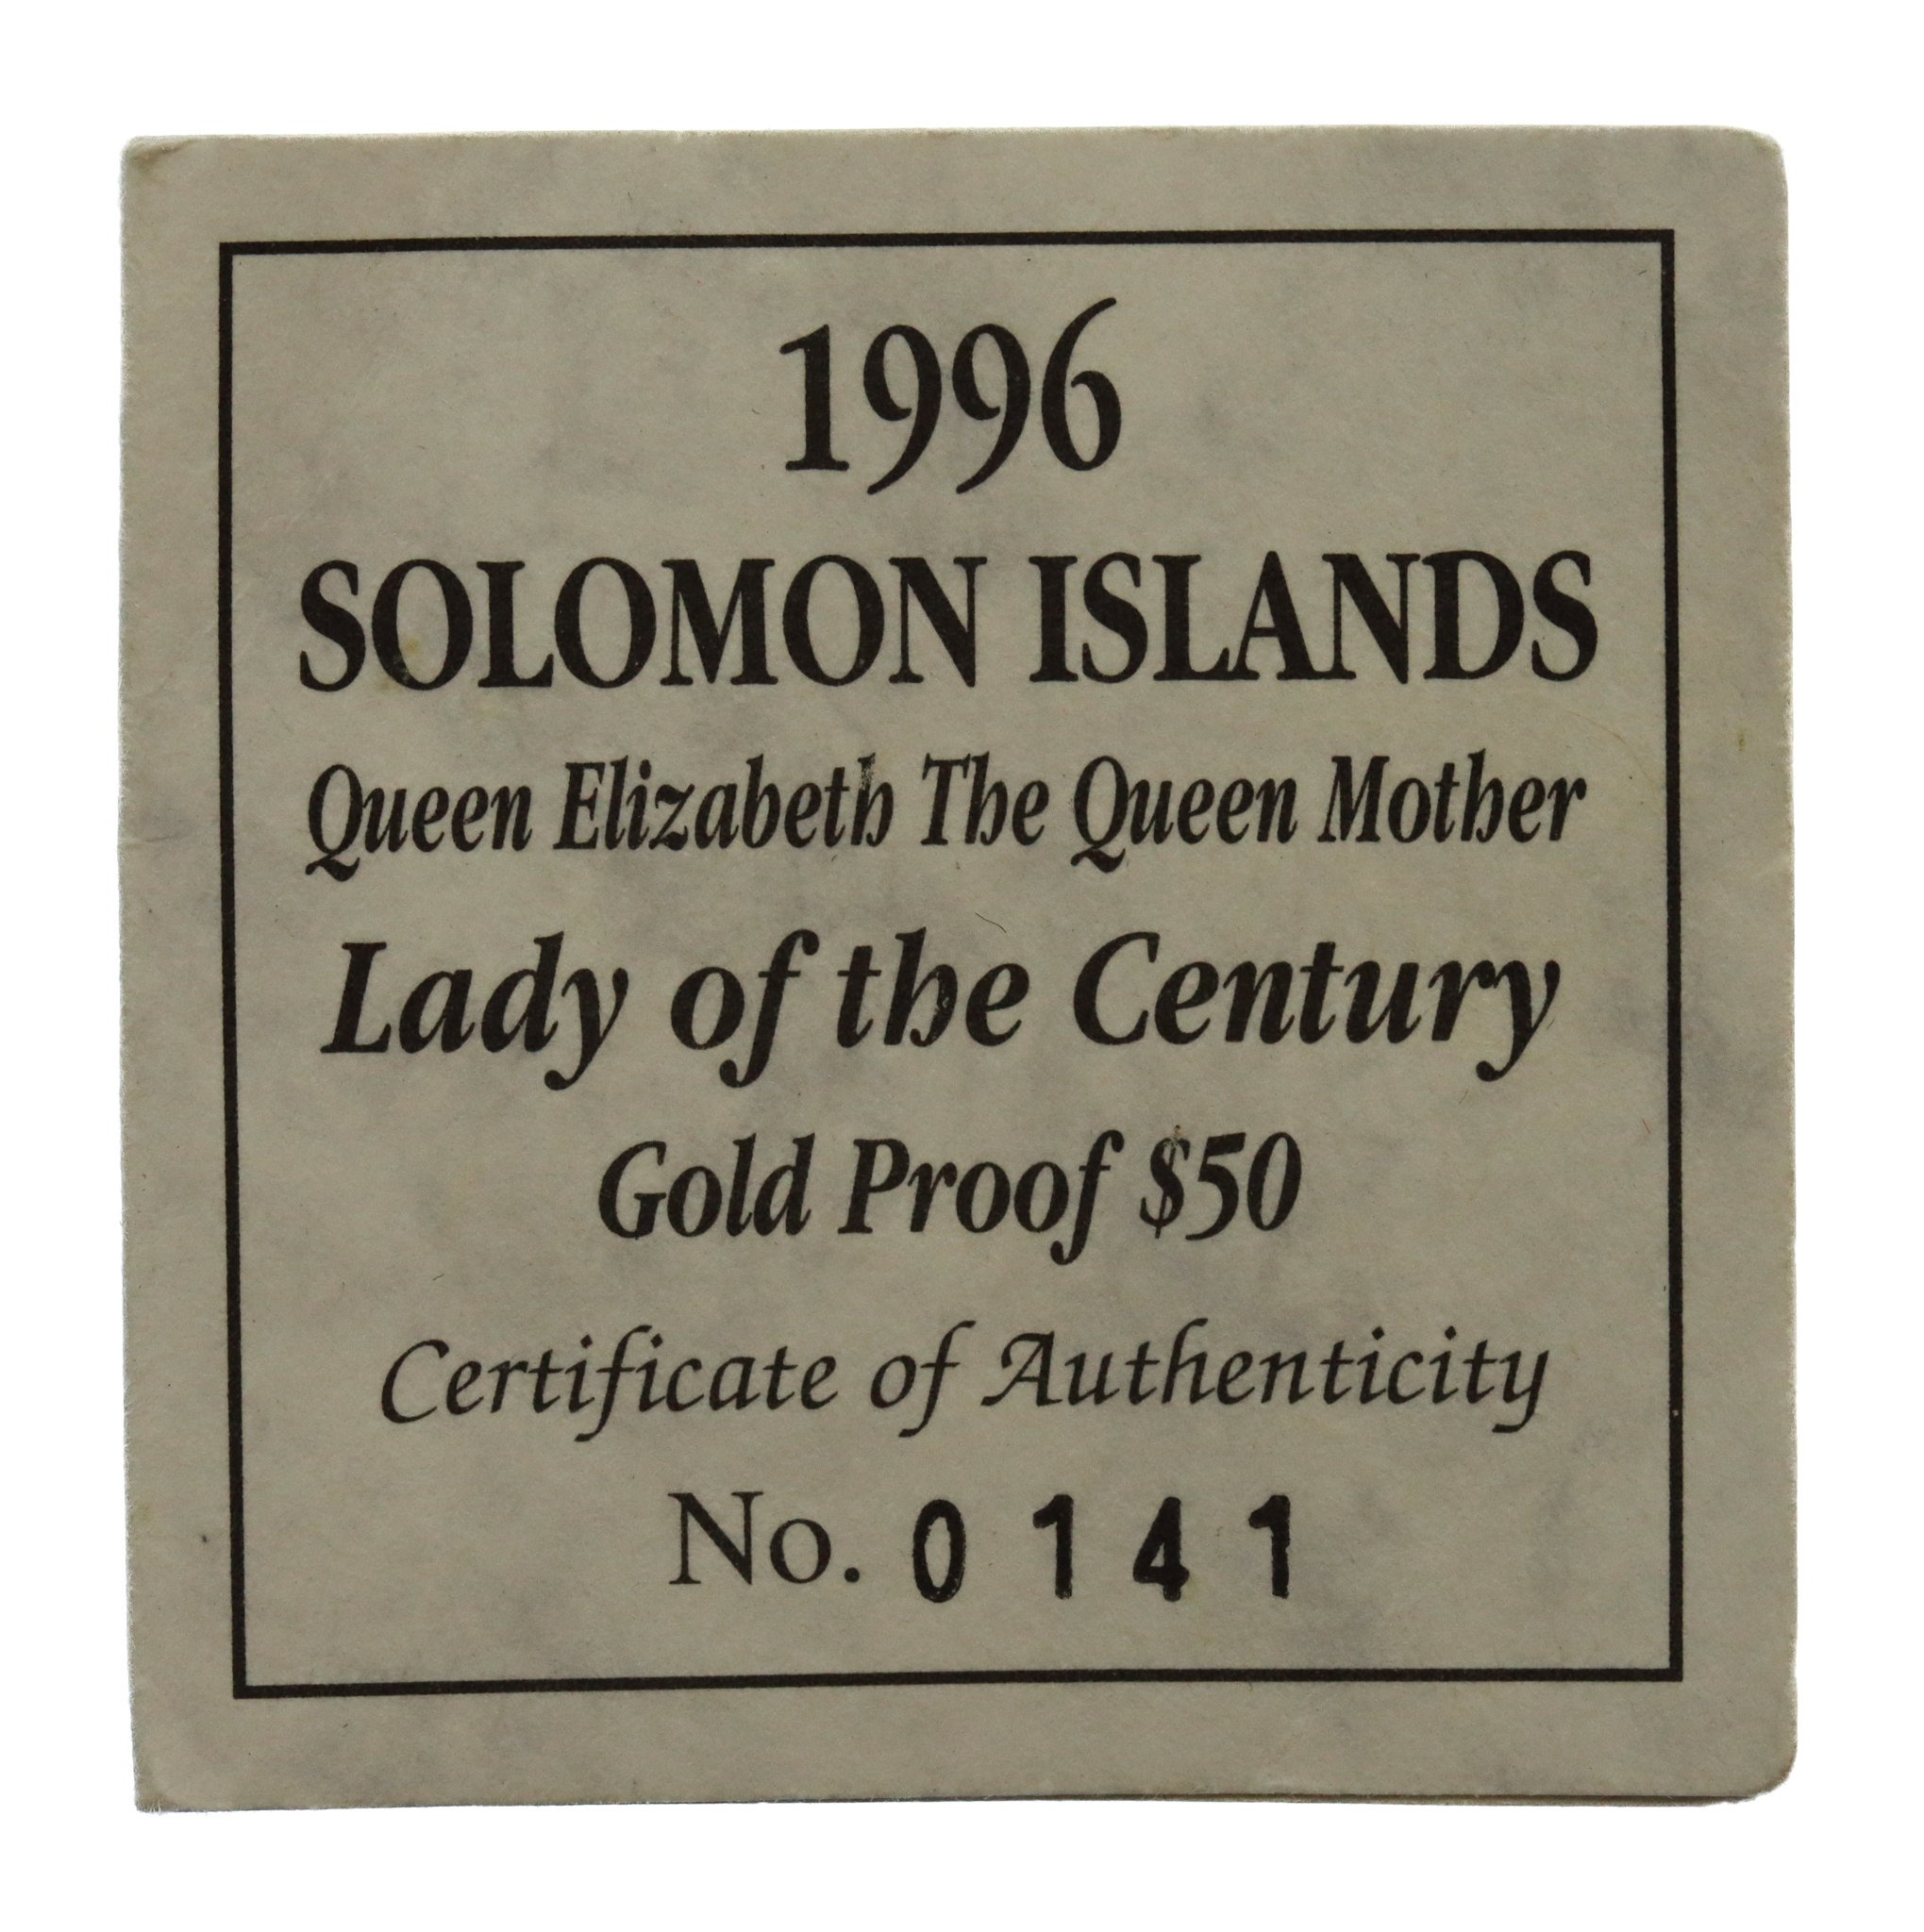 1996
SOLOMON ISLANDS
Queen Elizabeth The Queen Mother
Lady of the Century
Gold Proof $50
Certificate of Authenticity
No. 0141